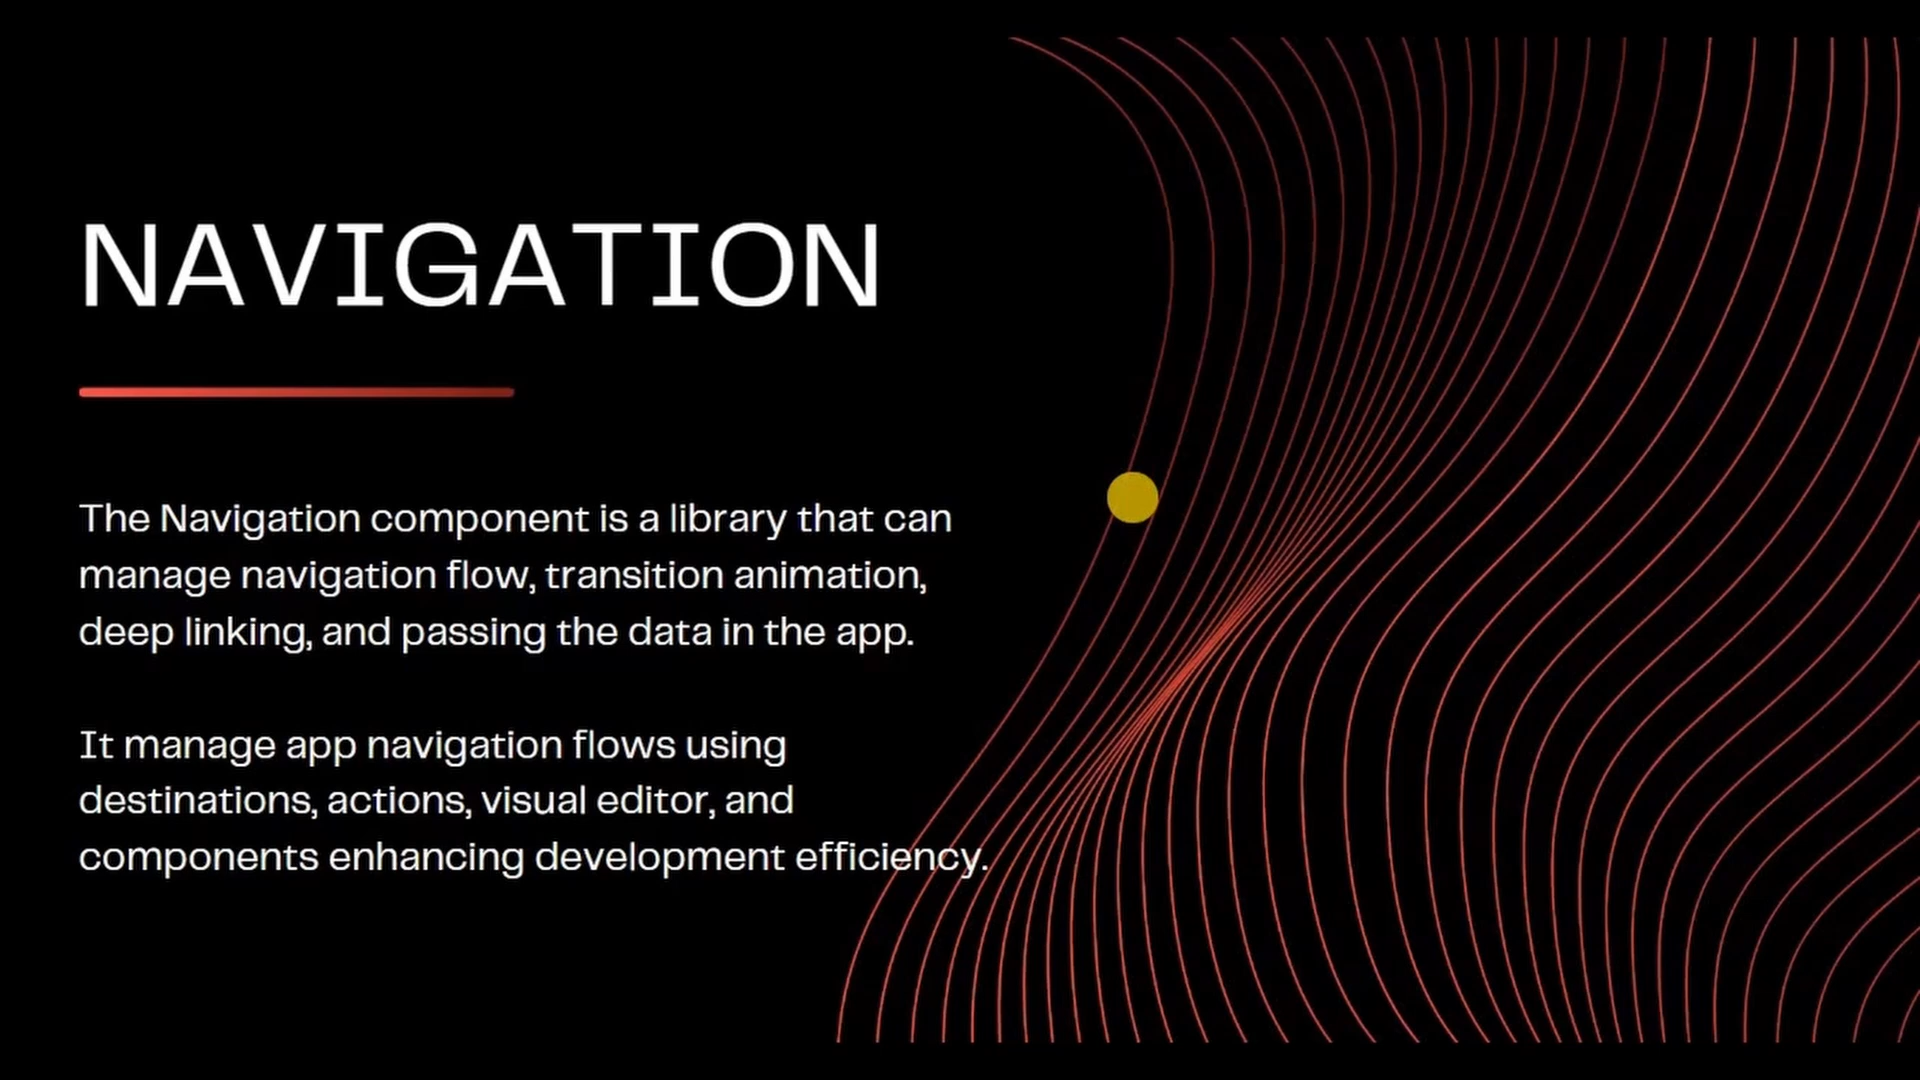 NAVIGATION
The Navigation component is a library that can
manage navigation flow, transition animation,
deep linking, and passing the data in the app.
It manage app navigation flows using
destinations, actions, visual editor, and
components enhancing development efficiency.